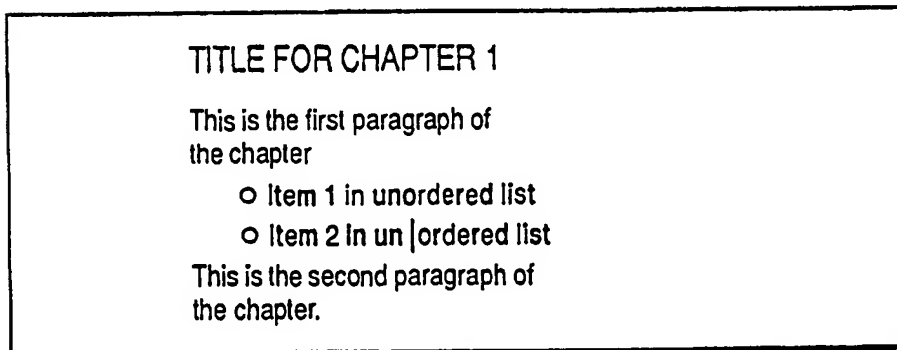 TITLE FOR CHAPTER 1
This is the first paragraph of
the chapter
o Item 1 in unordered list
o Item 2 in un|ordered list
This is the second paragraph of
the chapter.